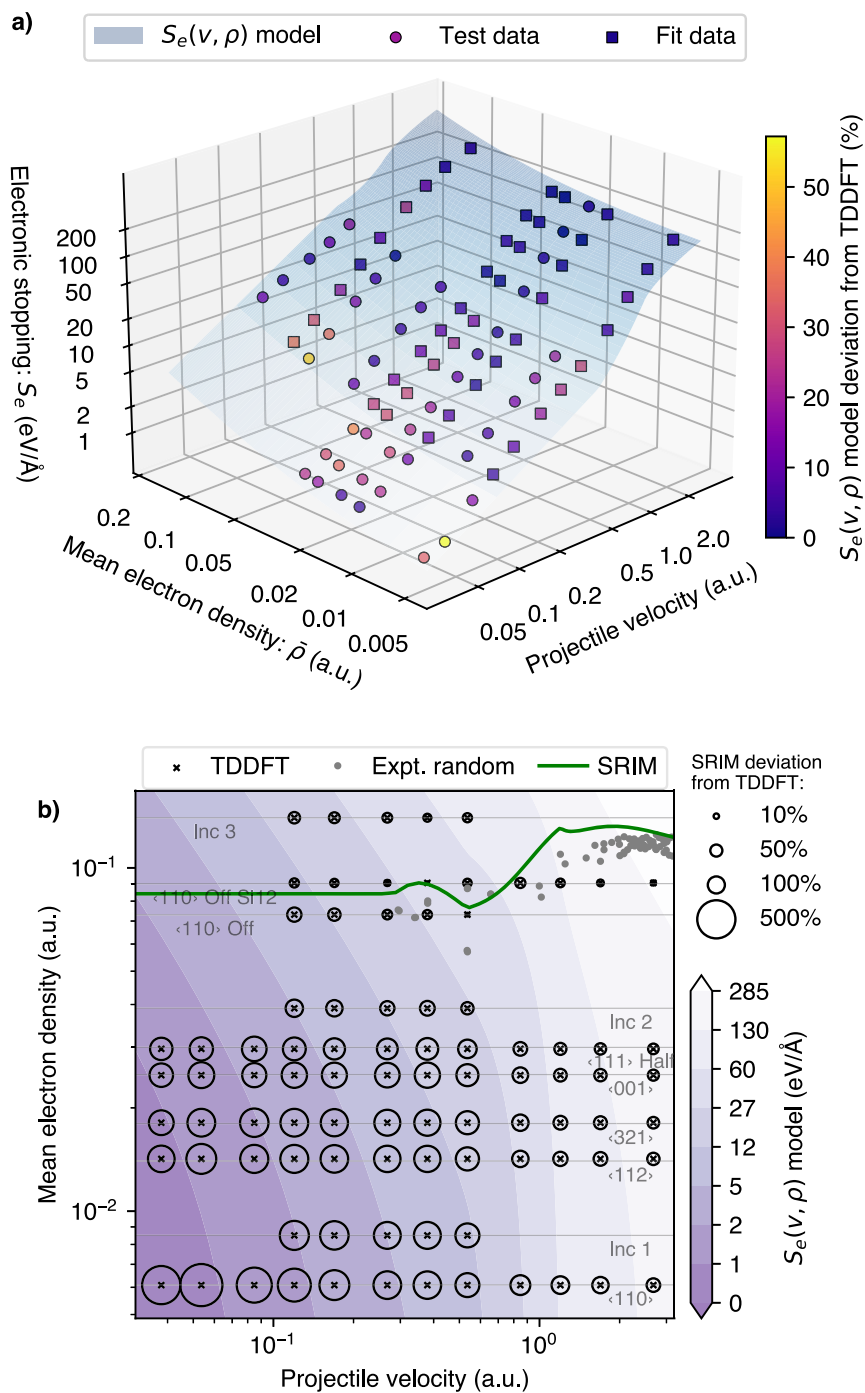 a)
S_e(v, ρ) model
Test data
Fit data
Electronic stopping: S_e (eV/Å)
200
100
50
20
10
5
2
1
0.2
0.1
0.05
0.02
0.01
0.005
Mean electron density: ρ̄ (a.u.)
0.05
0.1
0.2
0.5
1.0
2.0
Projectile velocity (a.u.)
50
40
30
20
10
0
S_e(v, ρ) model deviation from TDDFT (%)
b)
TDDFT
Expt. random
SRIM
SRIM deviation
from TDDFT:
10%
50%
100%
500%
Inc 3
‹110› Off Si12
‹110› Off
Inc 2
‹111› Half
‹001›
‹321›
‹112›
Inc 1
‹110›
10⁻¹
10⁻²
Mean electron density (a.u.)
10⁻¹
10⁰
Projectile velocity (a.u.)
285
130
60
27
12
5
2
1
0
S_e(v, ρ) model (eV/Å)